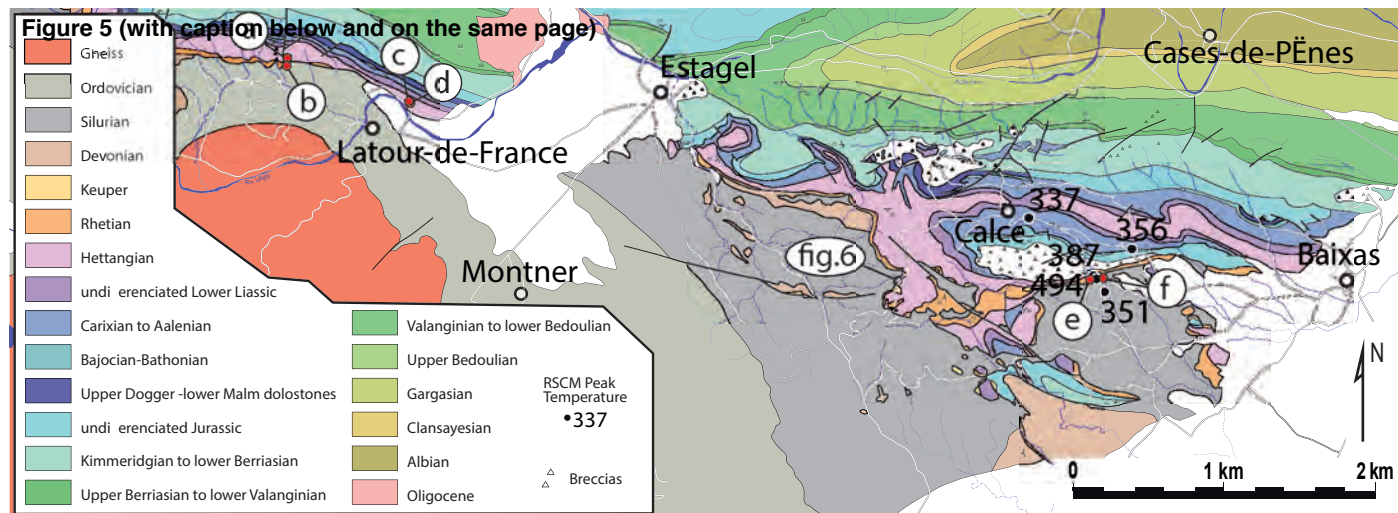 Figure 5 (with caption below and on the same page)
Gneiss
Ordovician
Silurian
Devonian
Keuper
Rhetian
Hettangian
undi erenciated Lower Liassic
Carixian to Aalenian
Bajocian-Bathonian
Upper Dogger -lower Malm dolostones
undi erenciated Jurassic
Kimmeridgian to lower Berriasian
Upper Berriasian to lower Valanginian
Valanginian to lower Bedoulian
Upper Bedoulian
Gargasian
Clansayesian
Albian
Oligocene
RSCM Peak
Temperature
337
Breccias
a
b
c
d
Latour-de-France
Estagel
Cases-de-PËnes
Montner
fig.6
Calce
337
356
387
494
351
e
f
Baixas
N
0
1 km
2 km